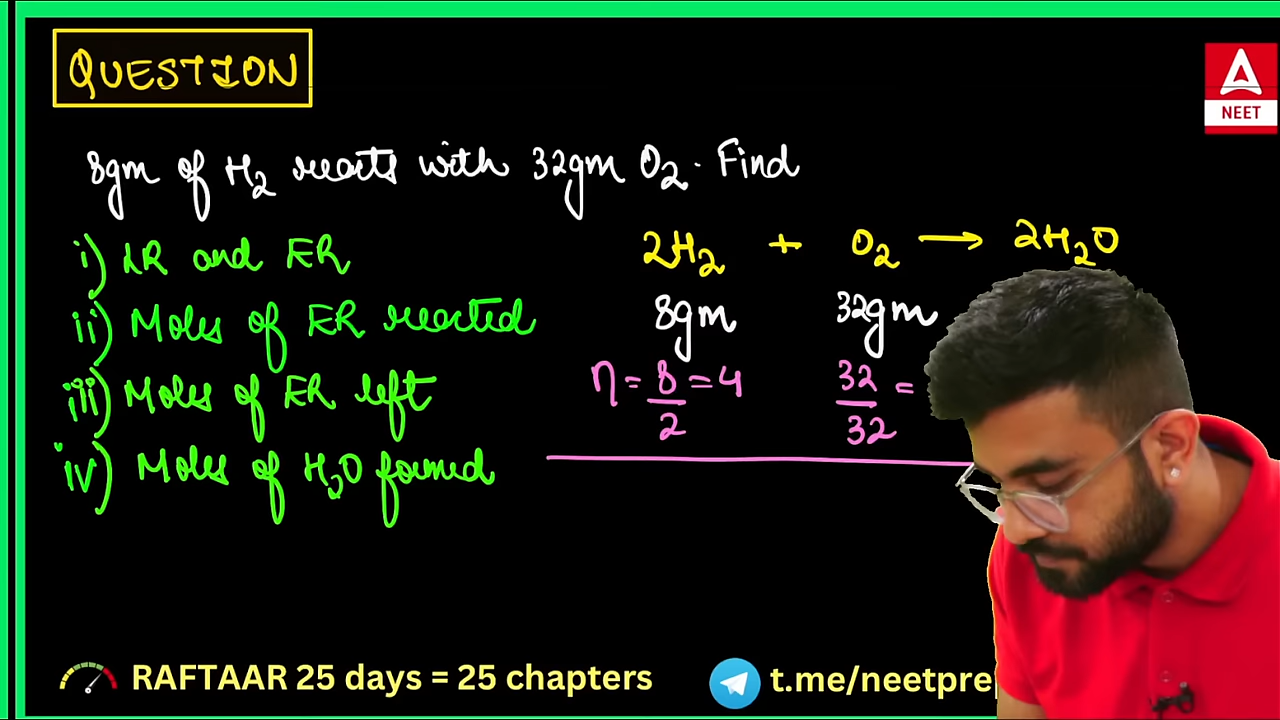 QUESTION
NEET
8gm of H₂ reacts with 32gm O₂. Find
i) LR and ER
ii) Moles of ER reacted
iii) Moles of ER left
iv) Moles of H₂O formed
2H₂ + O₂ → 2H₂O
8gm 32gm
n = 8/2 = 4 32/32 =
RAFTAAR 25 days = 25 chapters
t.me/neetprep